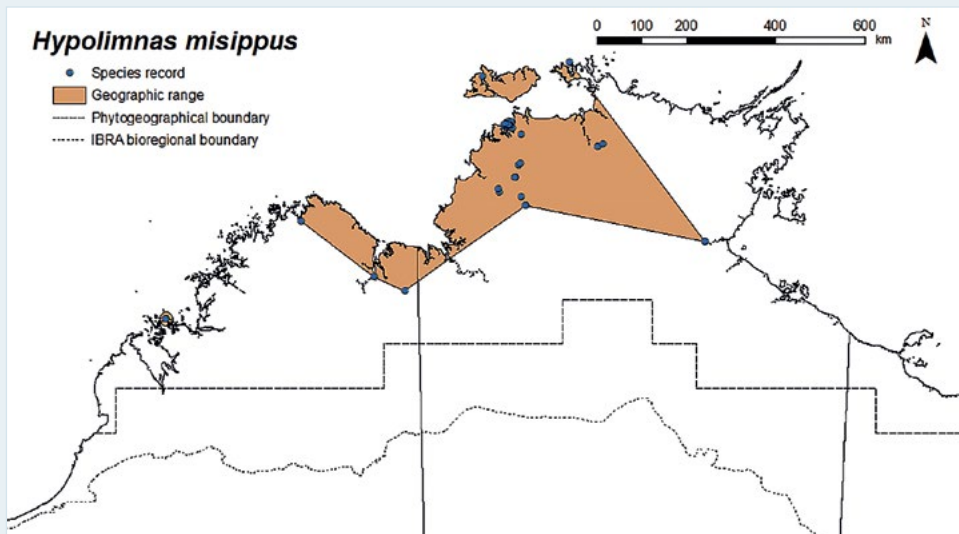 Hypolimnas misippus
Species record
Geographic range
Phytogeographical boundary
IBRA bioregional boundary
0 100 200 400 600
km
N